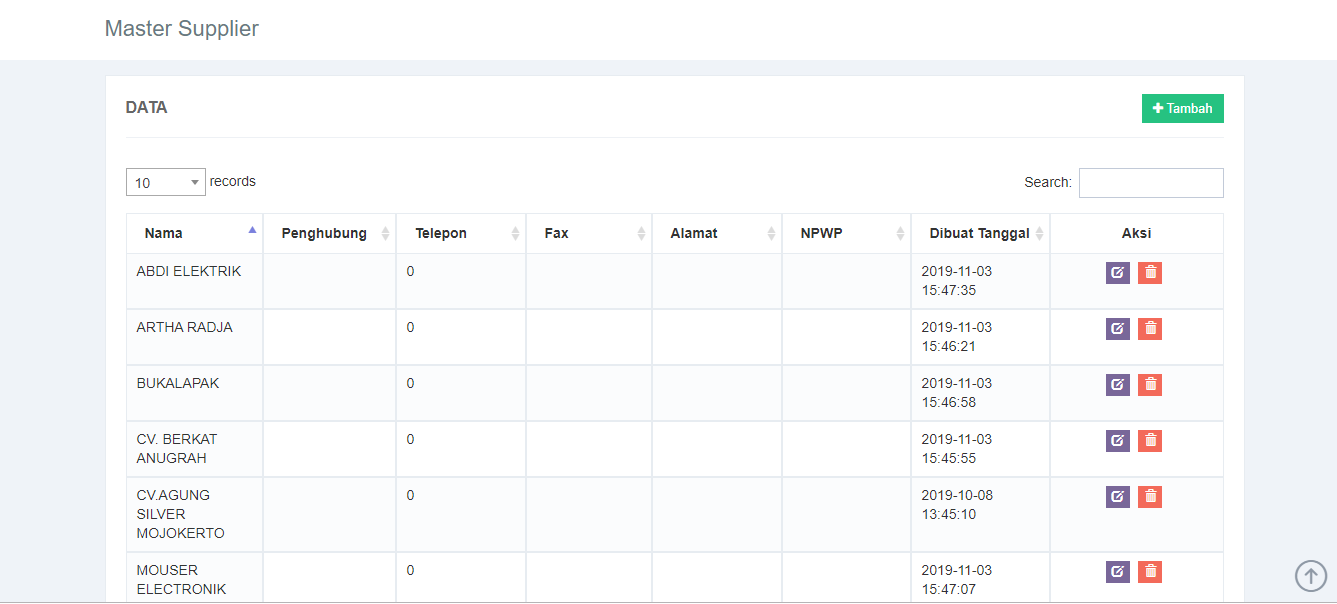 Master Supplier
DATA
Tambah
10 records
Search:
Nama Penghubung Telepon Fax Alamat NPWP Dibuat Tanggal Aksi
ABDI ELEKTRIK 0 2019-11-03
15:47:35
ARTHA RADJA 0 2019-11-03
15:46:21
BUKALAPAK 0 2019-11-03
15:46:58
CV. BERKAT 0 2019-11-03
ANUGRAH 15:45:55
CV.AGUNG 0 2019-10-08
SILVER 13:45:10
MOJOKERTO
MOUSER 0 2019-11-03
ELECTRONIK 15:47:07